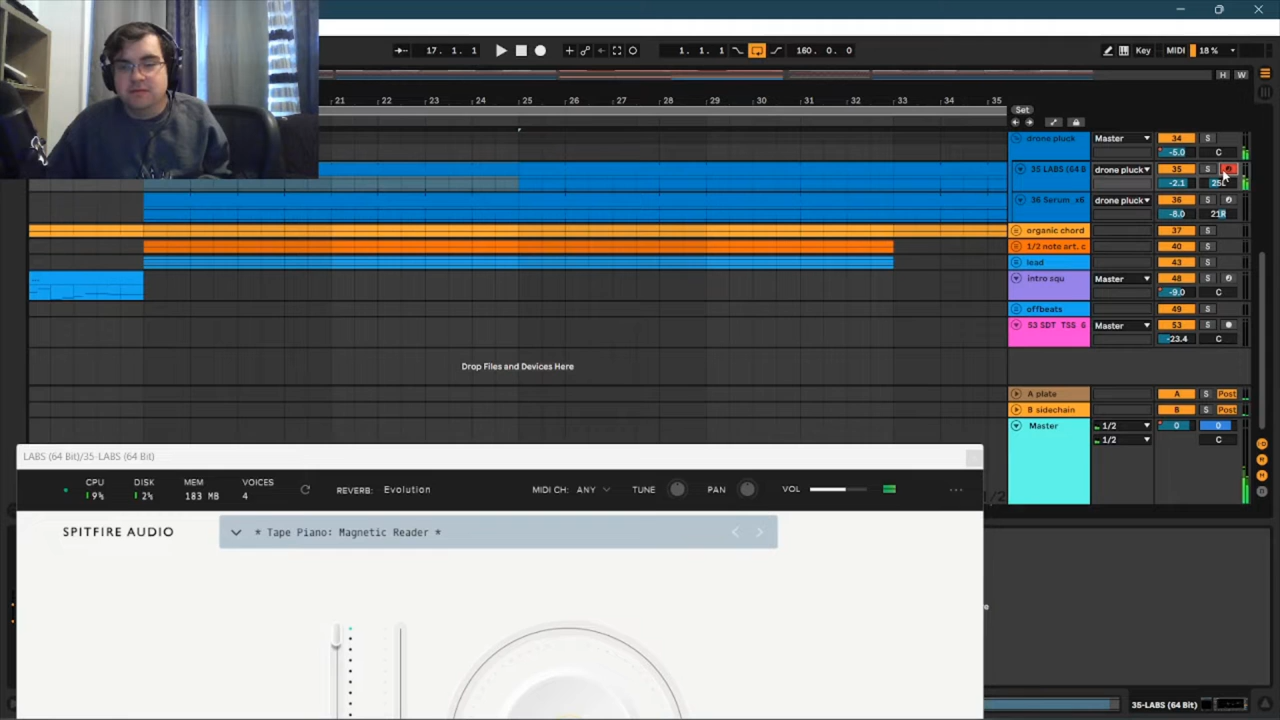 17. 1. 1
1. 1. 1
160. 0. 0
Key
MIDI
18 %
H
W
21
22
23
24
25
26
27
28
29
30
31
32
33
34
35
Set
drone pluck
Master
34
S
-5.0
C
35 LABS (64 B
drone pluck
35
S
-2.1
36 Serum_x6
drone pluck
36
S
-8.0
21R
organic chord
37
S
1/2 note art. c
40
S
lead
43
S
intro squ
Master
48
S
-9.0
C
offbeats
49
S
53 SDT TSS 6
Master
53
S
-23.4
C
Drop Files and Devices Here
A plate
A
S
Post
B sidechain
B
S
Post
Master
1/2
0
0
1/2
C
LABS (64 Bit)/35-LABS (64 Bit)
CPU
9%
DISK
2%
MEM
183 MB
VOICES
4
REVERB: Evolution
MIDI CH: ANY
TUNE
PAN
VOL
...
SPITFIRE AUDIO
* Tape Piano: Magnetic Reader *
35-LABS (64 Bit)